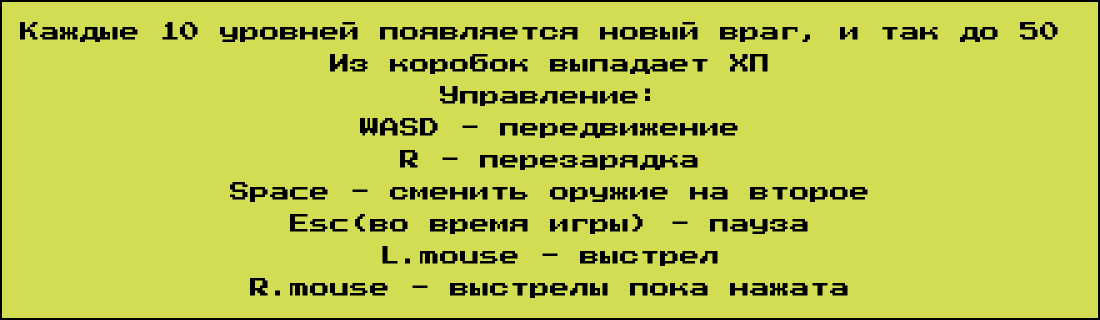 Каждые 10 уровней появляется новый враг, и так до 50
Из коробок выпадает ХП
Управление:
WASD - передвижение
R - перезарядка
Space - сменить оружие на второе
Esc(во время игры) - пауза
L.mouse - выстрел
R.mouse - выстрелы пока нажата